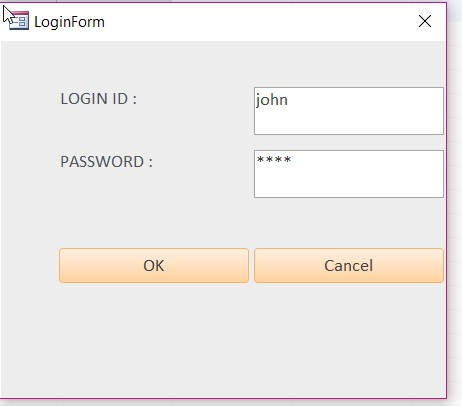 LoginForm
LOGIN ID : john
PASSWORD : ****
OK Cancel